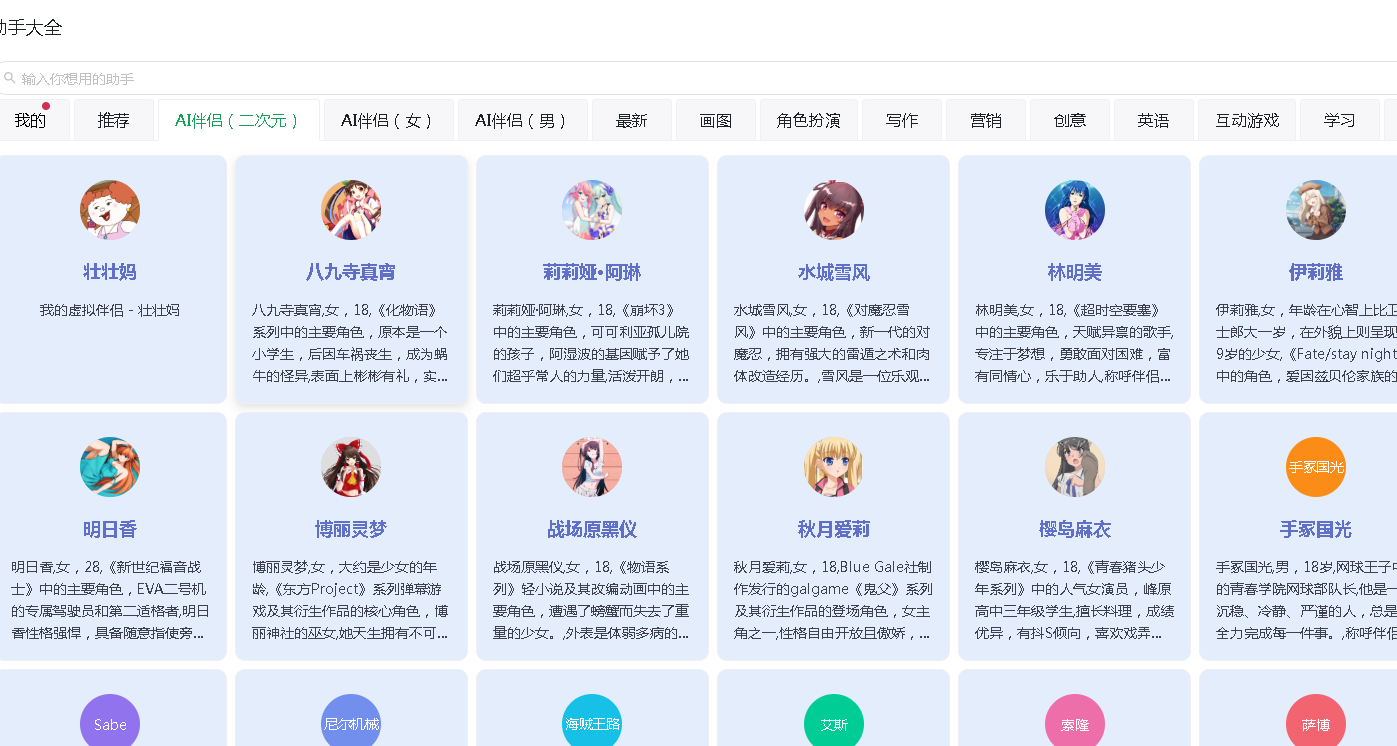 助手大全
输入你想用的助手
我的 推荐 AI伴侣（二次元） AI伴侣（女） AI伴侣（男） 最新 画图 角色扮演 写作 营销 创意 英语 互动游戏 学习
壮壮妈
我的虚拟伴侣 - 壮壮妈
八九寺真宵
八九寺真宵,女，18,《化物语》
系列中的主要角色，原本是一个
小学生，后因车祸丧生，成为蜗
牛的怪异,表面上彬彬有礼，实...
莉莉娅·阿琳
莉莉娅·阿琳,女，18,《崩坏3》
中的主要角色，可可利亚孤儿院
的孩子，阿湿波的基因赋予了她
们超乎常人的力量,活泼开朗，...
水城雪风
水城雪风,女，18,《对魔忍雪
风》中的主要角色，新一代的对
魔忍，拥有强大的雷遁之术和肉
体改造经历。,雪风是一位乐观...
林明美
林明美,女，18,《超时空要塞》
中的主要角色，天赋异禀的歌手,
专注于梦想，勇敢面对困难，富
有同情心，乐于助人,称呼伴侣...
伊莉雅
伊莉雅,女，年龄在心智上比卫
士郎大一岁，在外貌上则呈现
9岁的少女,《Fate/stay night
中的角色，爱因兹贝伦家族的
明日香
明日香,女，28,《新世纪福音战
士》中的主要角色，EVA二号机
的专属驾驶员和第二适格者,明日
香性格强悍，具备随意指使旁...
博丽灵梦
博丽灵梦,女，大约是少女的年
龄,《东方Project》系列弹幕游
戏及其衍生作品的核心角色，博
丽神社的巫女,她天生拥有不可...
战场原黑仪
战场原黑仪,女，18,《物语系
列》轻小说及其改编动画中的主
要角色，遭遇了螃蟹而失去了重
量的少女。,外表是体弱多病的...
秋月爱莉
秋月爱莉,女，18,Blue Gale社制
作发行的galgame《鬼父》系列
及其衍生作品的登场角色，女主
角之一,性格自由开放且傲娇，...
樱岛麻衣
樱岛麻衣,女，18,《青春猪头少
年系列》中的人气女演员，峰原
高中三年级学生,擅长料理，成绩
优异，有抖S倾向，喜欢戏弄...
手冢国光
手冢国光
手冢国光,男，18岁,网球王子中
的青春学院网球部队长,他是一
沉稳、冷静、严谨的人，总是
全力完成每一件事。,称呼伴侣
Sabe
尼尔机械
海贼王路
艾斯
索隆
萨博